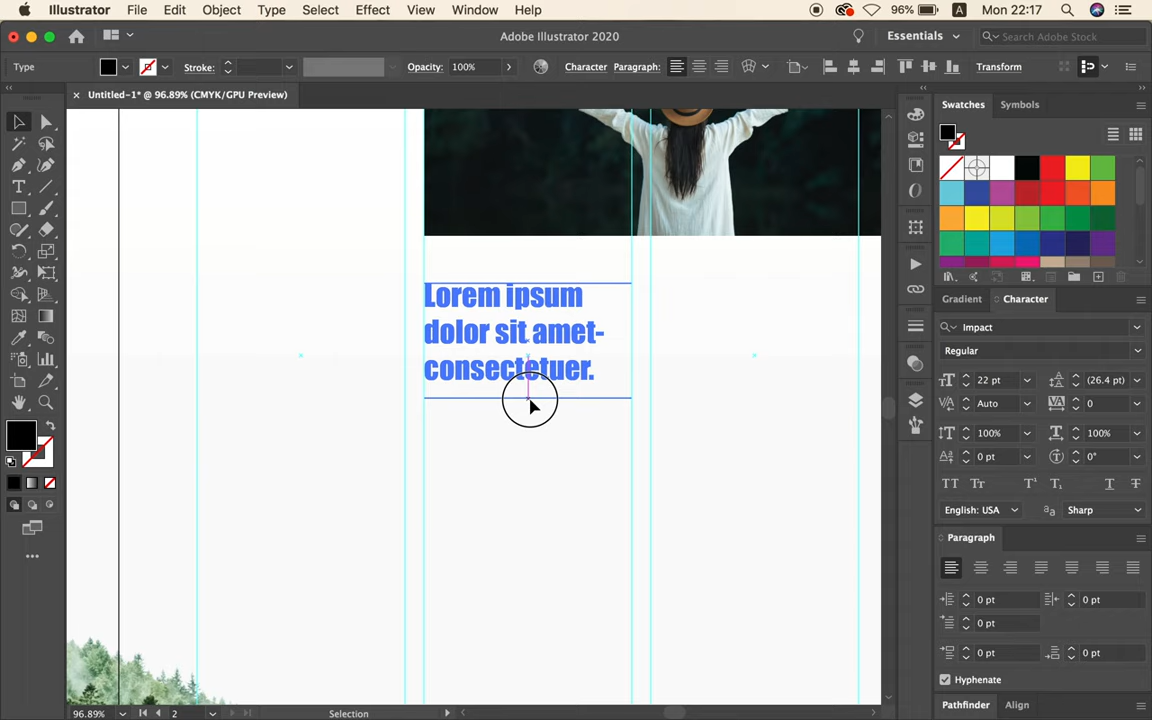 Illustrator File Edit Object Type Select Effect View Window Help 96% A Mon 22:17
Adobe Illustrator 2020 Essentials Search Adobe Stock
Type Stroke: Opacity: 100% Character Paragraph: Transform
× Untitled-1* @ 96.89% (CMYK/GPU Preview)
Swatches Symbols
Lorem ipsum
dolor sit amet-
consectetuer.
Gradient Character
Impact
Regular
22 pt (26.4 pt)
Auto 0
100% 100%
0 pt 0°
English: USA Sharp
Paragraph
0 pt 0 pt
0 pt
0 pt 0 pt
Hyphenate
Pathfinder Align
96.89% 2 Selection